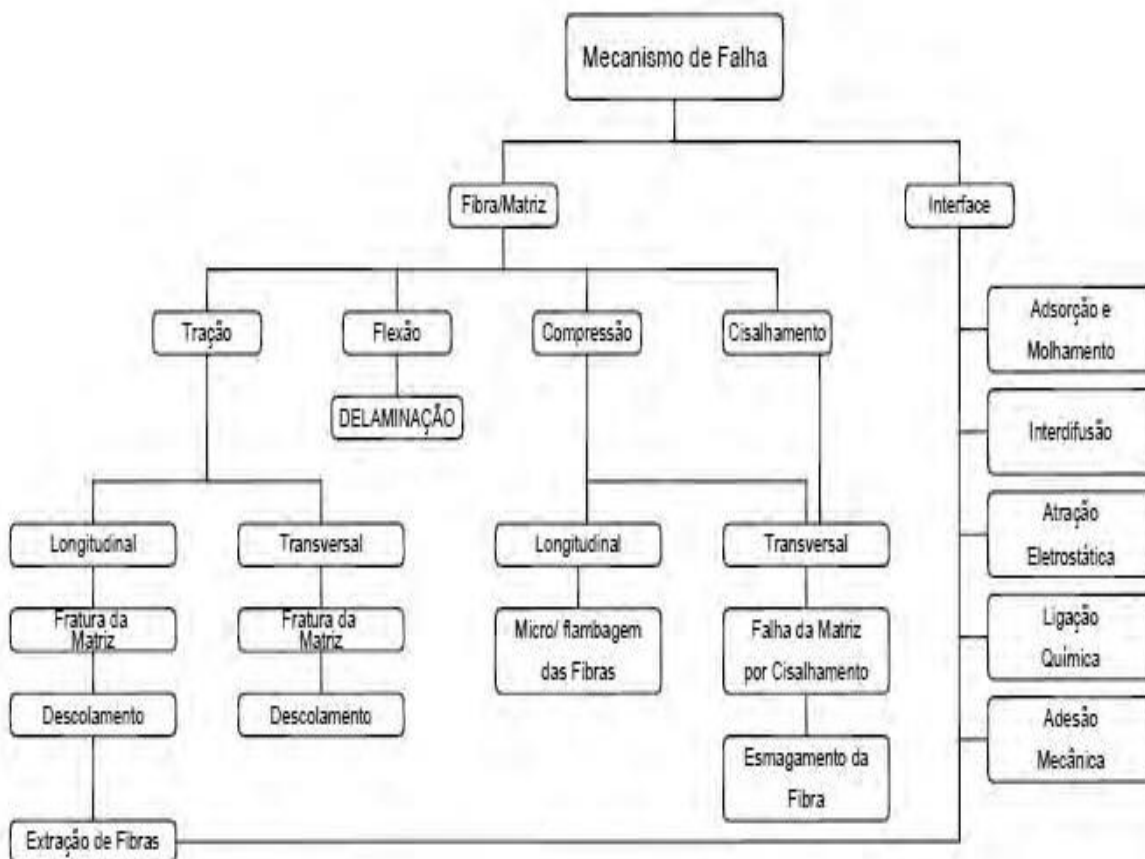 Mecanismo de Falha
Fibra/Matriz
Interface
Tração
Flexão
Compressão
Cisalhamento
DELAMINAÇÃO
Longitudinal
Transversal
Longitudinal
Transversal
Fratura da
Matriz
Fratura da
Matriz
Micro/ flambagem
das Fibras
Falha da Matriz
por Cisalhamento
Descolamento
Descolamento
Esmagamento da
Fibra
Extração de Fibras
Adsorção e
Molhamento
Interdifusão
Atração
Eletrostática
Ligação
Química
Adesão
Mecânica